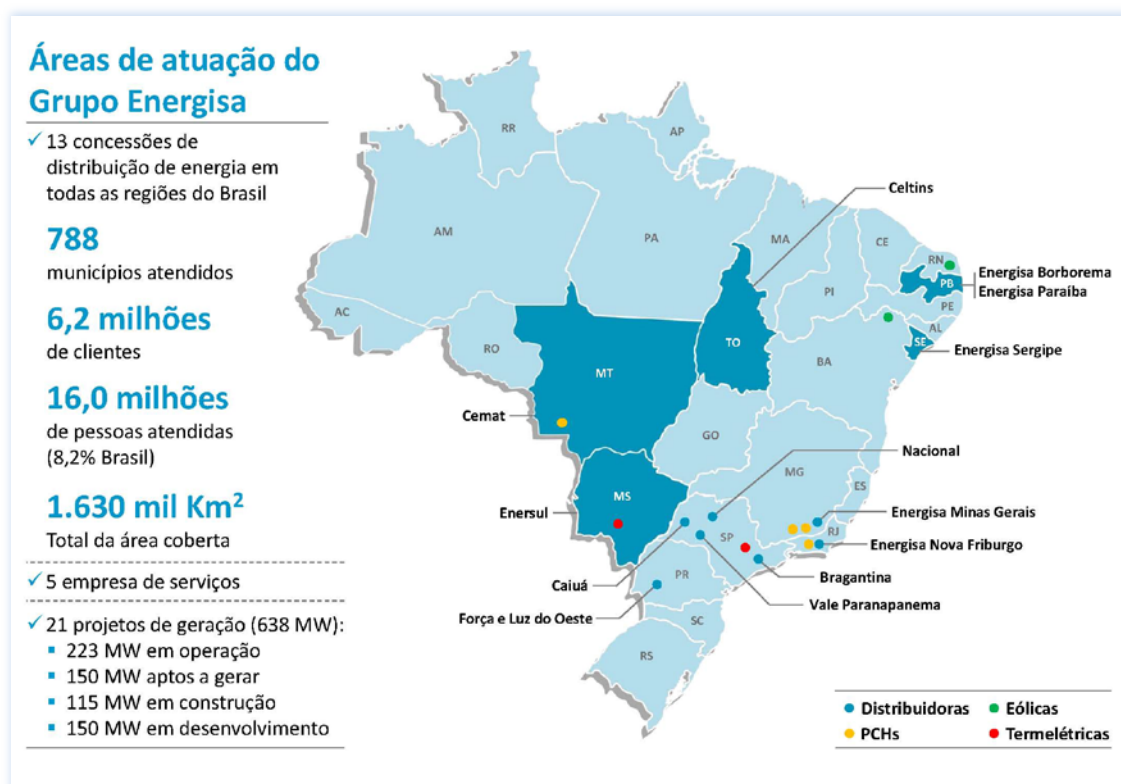 Áreas de atuação do
Grupo Energisa
✓ 13 concessões de
distribuição de energia em
todas as regiões do Brasil
788
municípios atendidos
6,2 milhões
de clientes
16,0 milhões
de pessoas atendidas
(8,2% Brasil)
1.630 mil Km²
Total da área coberta
✓ 5 empresa de serviços
✓ 21 projetos de geração (638 MW):
▪ 223 MW em operação
▪ 150 MW aptos a gerar
▪ 115 MW em construção
▪ 150 MW em desenvolvimento
RR
AP
AM
PA
MA
CE
RN
PB
PE
AL
SE
PI
AC
RO
MT
TO
BA
GO
MG
ES
MS
SP
RJ
PR
SC
RS
Celtins
Energisa Borborema
Energisa Paraíba
Energisa Sergipe
Cemat
Nacional
Enersul
Energisa Minas Gerais
Energisa Nova Friburgo
Caiuá
Bragantina
Vale Paranapanema
Força e Luz do Oeste
Distribuidoras
Eólicas
PCHs
Termelétricas